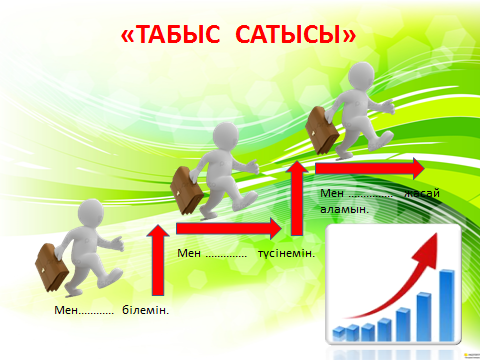 «ТАБЫС САТЫСЫ»
Мен ............... жасай
аламын.
Мен .............. түсінемін.
Мен............ білемін.